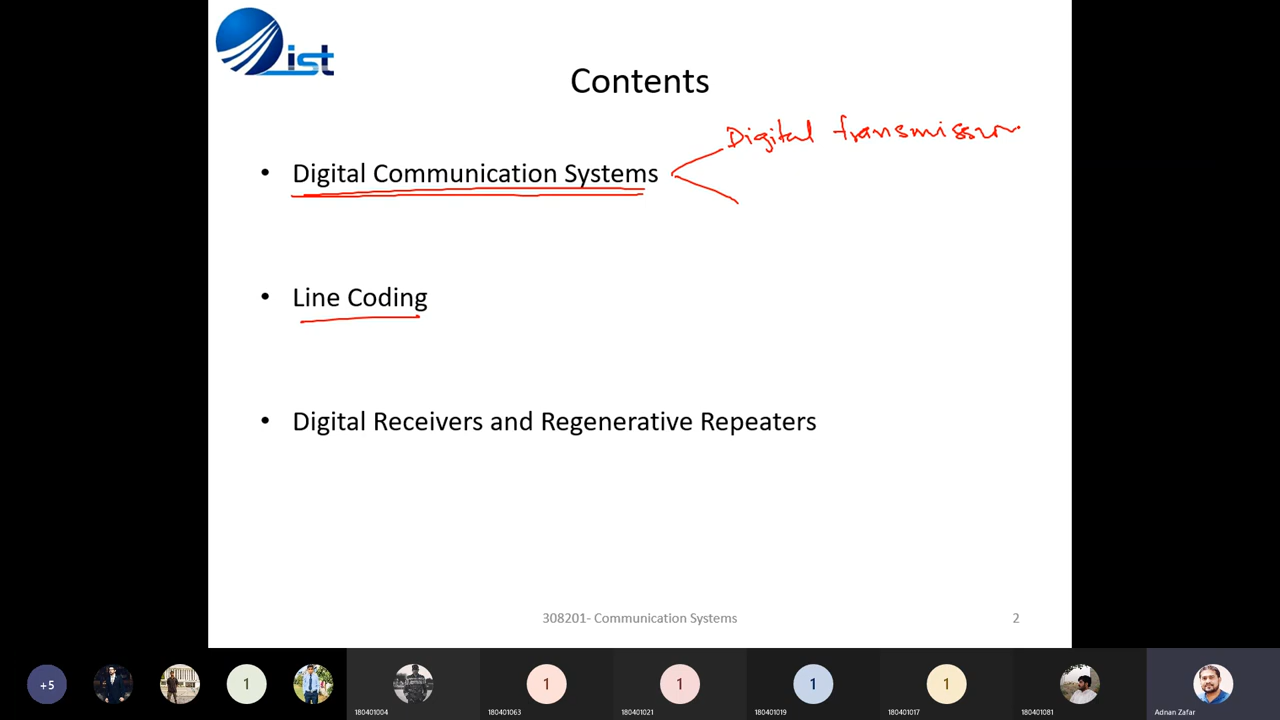 ist
Contents
Digital transmission
• Digital Communication Systems
• Line Coding
• Digital Receivers and Regenerative Repeaters
308201- Communication Systems
2
+5
1
1
1
1
1
180401004
180401063
180401021
180401019
180401017
180401081
Adnan Zafar